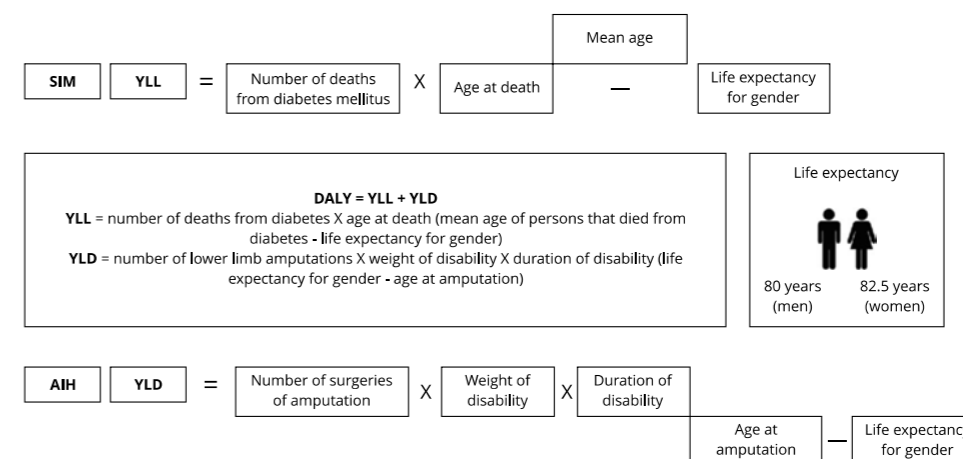 Mean age
SIM YLL = Number of deaths from diabetes mellitus X Age at death — Life expectancy for gender
DALY = YLL + YLD
YLL = number of deaths from diabetes X age at death (mean age of persons that died from
diabetes - life expectancy for gender)
YLD = number of lower limb amputations X weight of disability X duration of disability (life
expectancy for gender - age at amputation)
Life expectancy
80 years 82.5 years
(men) (women)
AIH YLD = Number of surgeries of amputation X Weight of disability X Duration of disability
Age at amputation — Life expectancy for gender